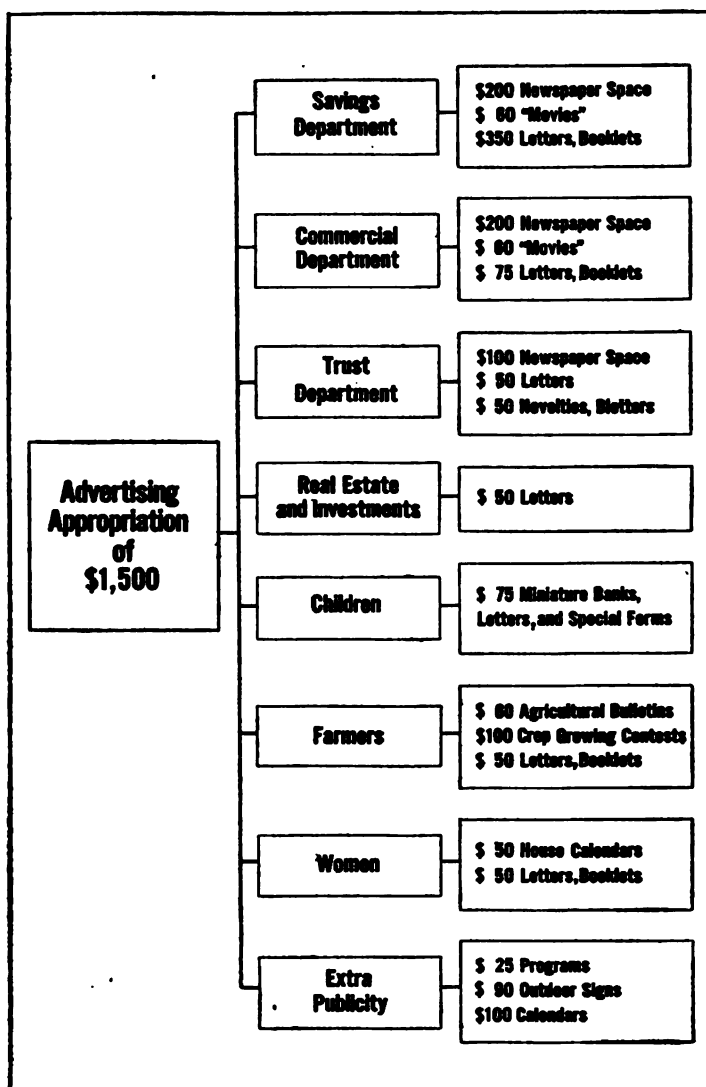 Advertising
Appropriation
of
$1,500
Savings
Department
$200 Newspaper Space
$ 60 "Movies"
$350 Letters, Booklets
Commercial
Department
$200 Newspaper Space
$ 60 "Movies"
$ 75 Letters, Booklets
Trust
Department
$100 Newspaper Space
$ 50 Letters
$ 50 Novelties, Blotters
Real Estate
and Investments
$ 50 Letters
Children
$ 75 Miniature Banks,
Letters, and Special Forms
Farmers
$ 60 Agricultural Bulletins
$100 Crop Growing Contests
$ 50 Letters, Booklets
Women
$ 50 House Calendars
$ 50 Letters, Booklets
Extra
Publicity
$ 25 Programs
$ 90 Outdoor Signs
$100 Calendars